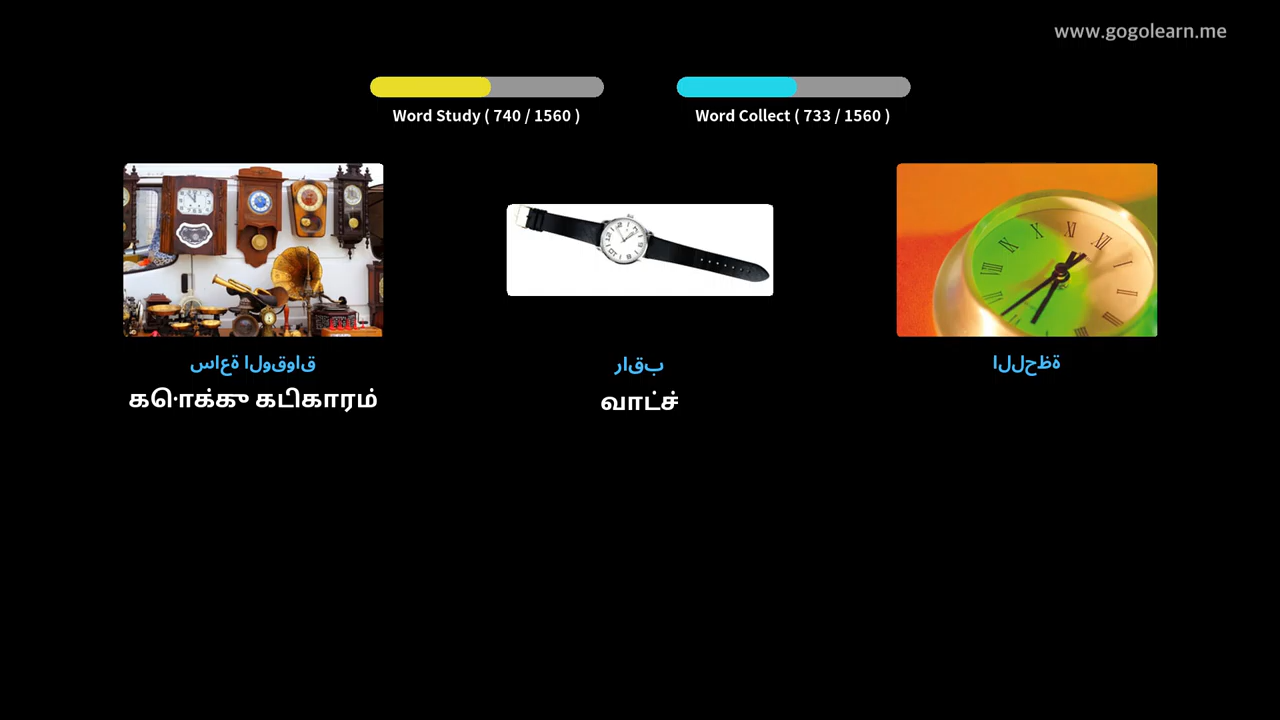 www.gogolearn.me
Word Study ( 740 / 1560 )
Word Collect ( 733 / 1560 )
ساعة الوقواق
கொக்கு கடிகாரம்
راقب
வாட்ச்
اللحظة